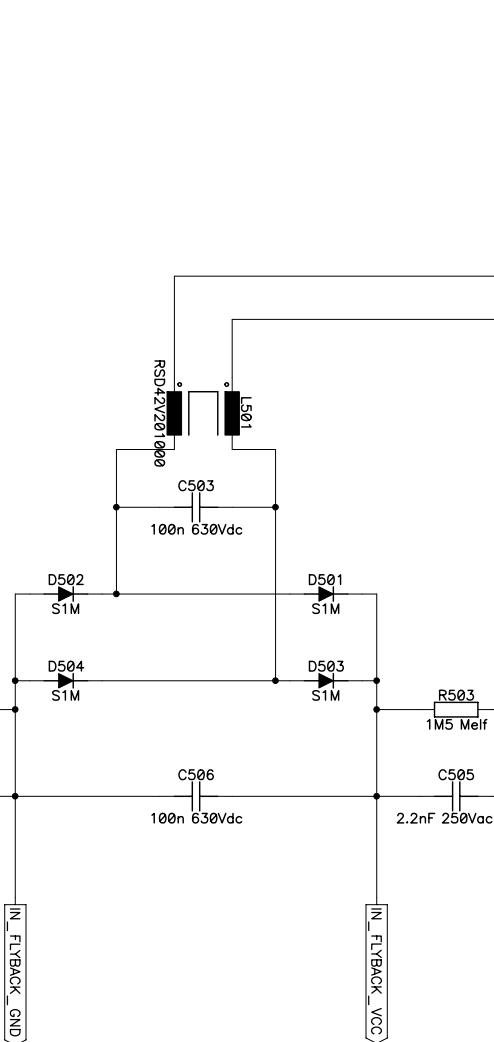 RSD42V201000
L501
C503
100n 630Vdc
D502
S1M
D501
S1M
D504
S1M
D503
S1M
R503
1M5 Melf
C506
100n 630Vdc
C505
2.2nF 250Vac
IN_FLYBACK_GND
IN_FLYBACK_VCC